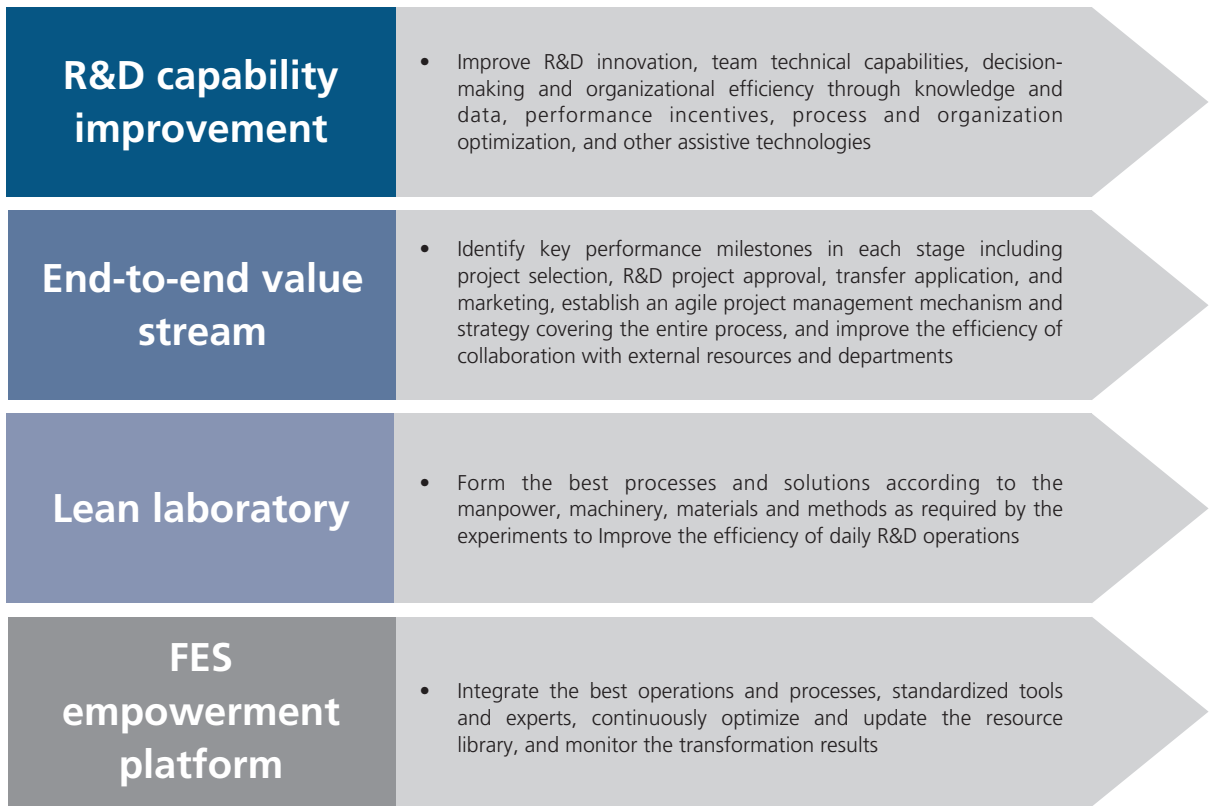 R&D capability
improvement
• Improve R&D innovation, team technical capabilities, decision-
making and organizational efficiency through knowledge and
data, performance incentives, process and organization
optimization, and other assistive technologies
End-to-end value
stream
• Identify key performance milestones in each stage including
project selection, R&D project approval, transfer application, and
marketing, establish an agile project management mechanism and
strategy covering the entire process, and improve the efficiency of
collaboration with external resources and departments
Lean laboratory
• Form the best processes and solutions according to the
manpower, machinery, materials and methods as required by the
experiments to Improve the efficiency of daily R&D operations
FES
empowerment
platform
• Integrate the best operations and processes, standardized tools
and experts, continuously optimize and update the resource
library, and monitor the transformation results